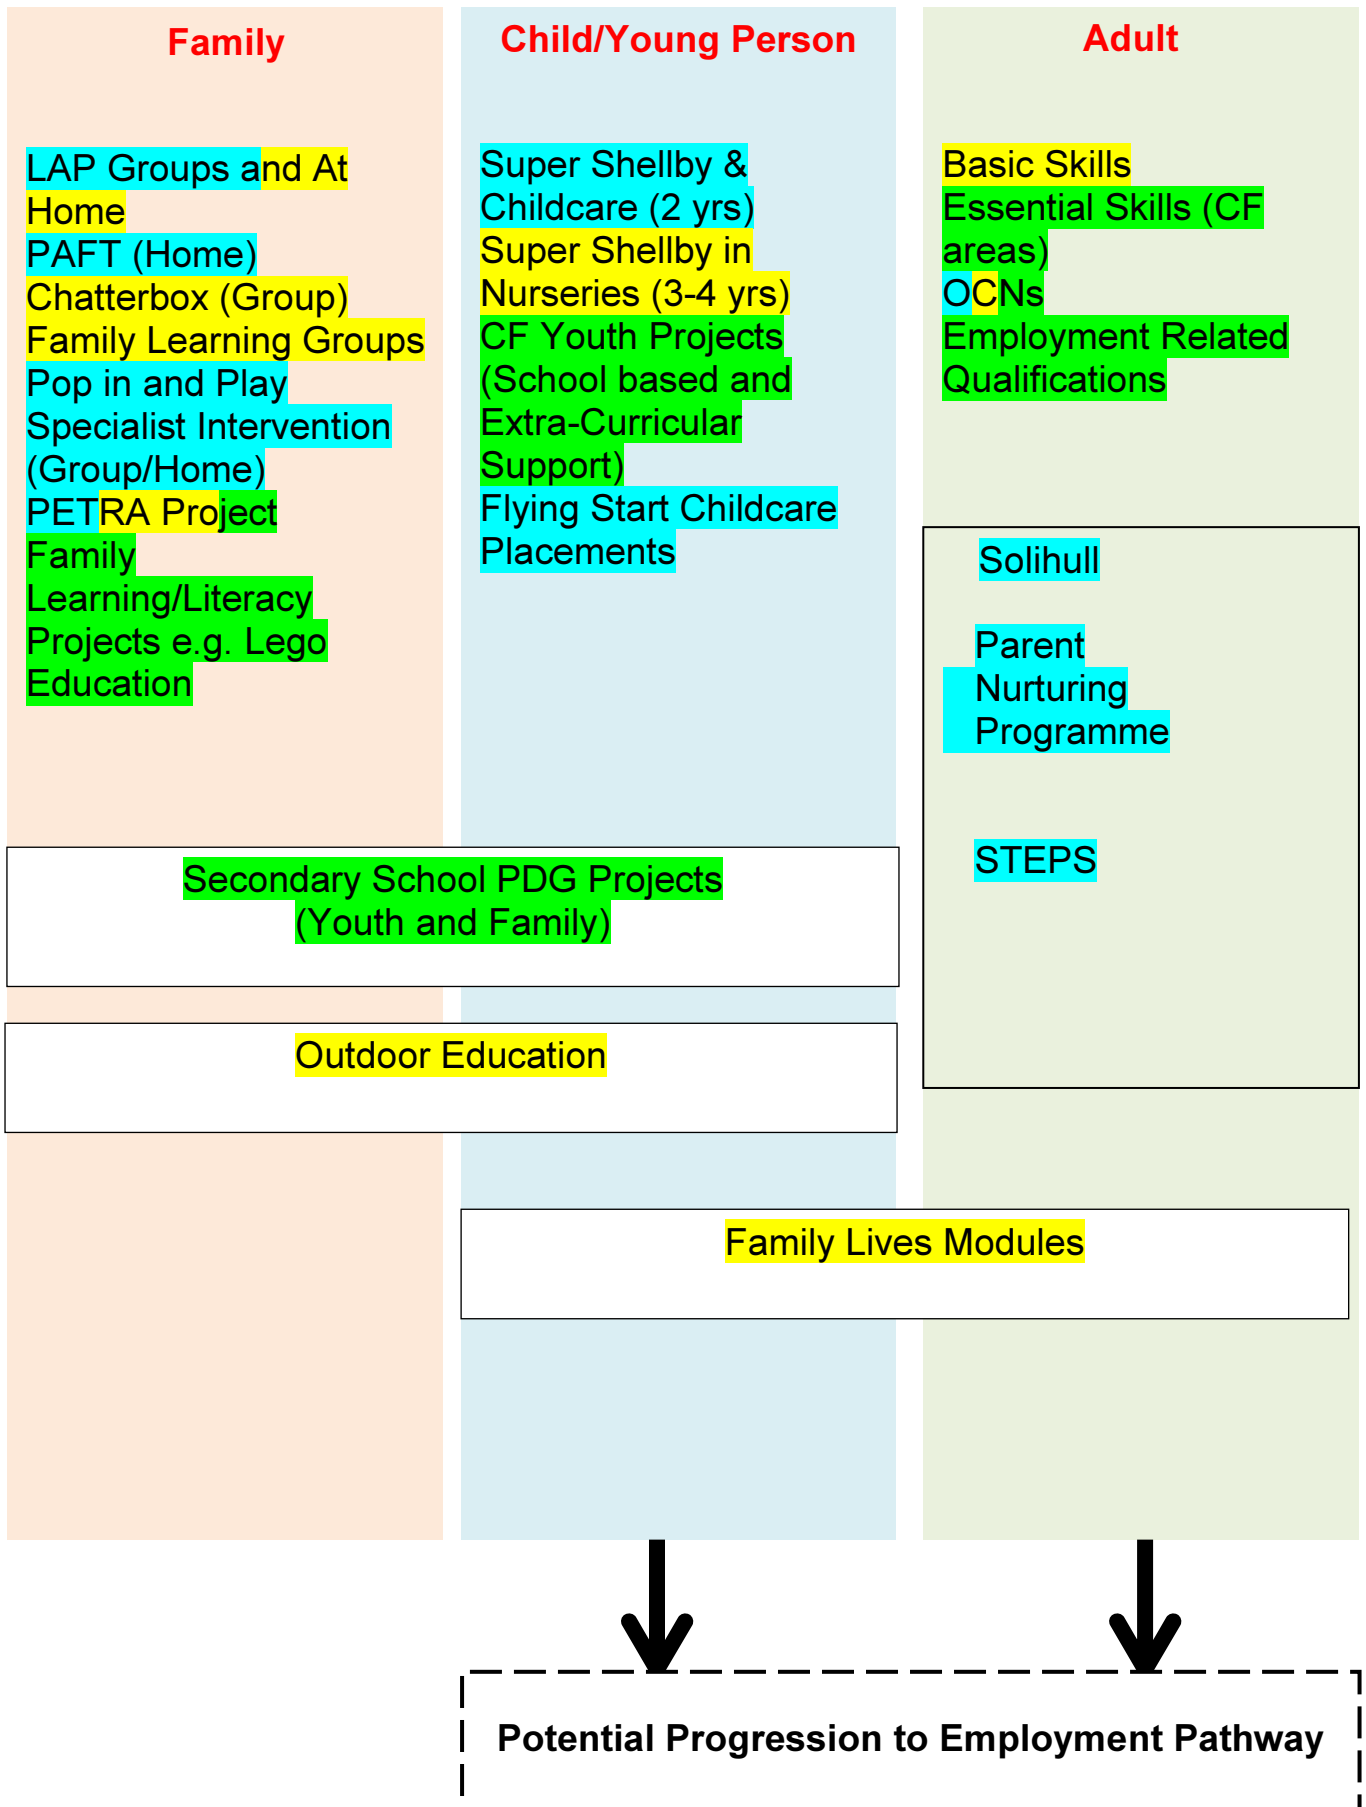 Family
LAP Groups and At
Home
PAFT (Home)
Chatterbox (Group)
Family Learning Groups
Pop in and Play
Specialist Intervention
(Group/Home)
PETRA Project
Family
Learning/Literacy
Projects e.g. Lego
Education
Child/Young Person
Super Shellby &
Childcare (2 yrs)
Super Shellby in
Nurseries (3-4 yrs)
CF Youth Projects
(School based and
Extra-Curricular
Support)
Flying Start Childcare
Placements
Adult
Basic Skills
Essential Skills (CF
areas)
OCNs
Employment Related
Qualifications
Solihull
Parent
Nurturing
Programme
STEPS
Secondary School PDG Projects
(Youth and Family)
Outdoor Education
Family Lives Modules
Potential Progression to Employment Pathway